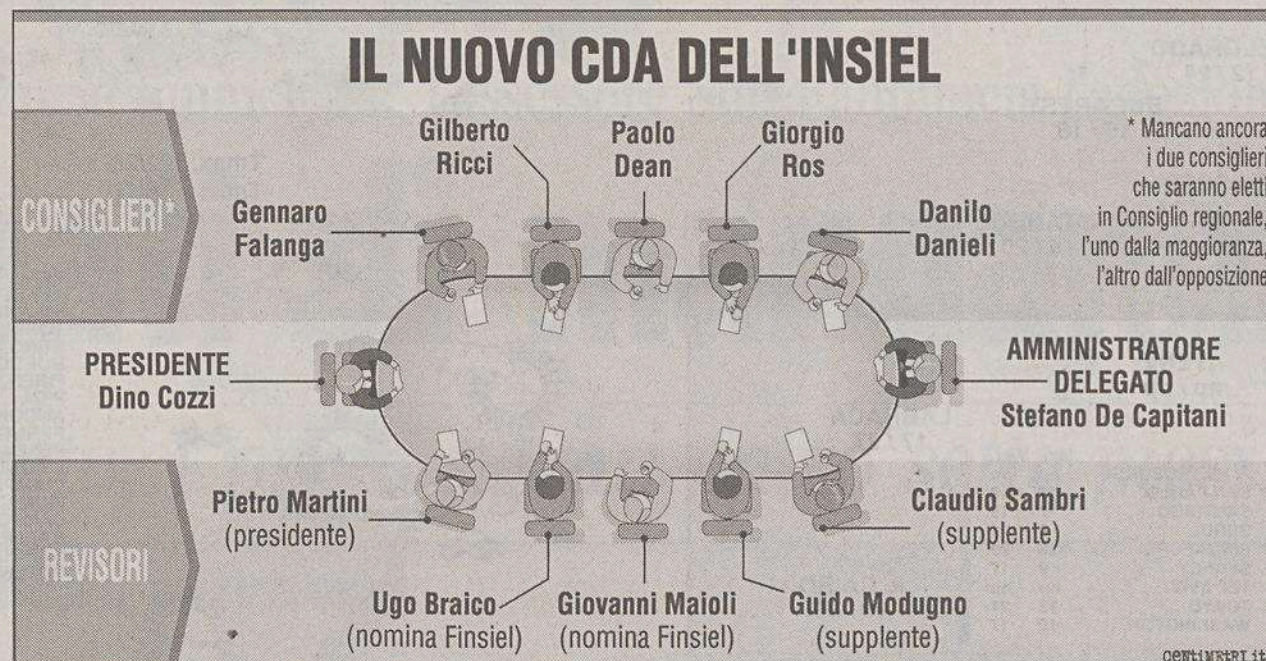 IL NUOVO CDA DELL'INSIEL
CONSIGLIERI*
Gennaro
Falanga
Gilberto
Ricci
Paolo
Dean
Giorgio
Ros
Danilo
Danieli
* Mancano ancora
i due consiglieri
che saranno eletti
in Consiglio regionale,
l'uno dalla maggioranza,
l'altro dall'opposizione
PRESIDENTE
Dino Cozzi
AMMINISTRATORE
DELEGATO
Stefano De Capitani
REVISORI
Pietro Martini
(presidente)
Ugo Braico
(nomina Finsiel)
Giovanni Maioli
(nomina Finsiel)
Guido Modugno
(supplente)
Claudio Sambri
(supplente)
CENTIMETRI.it